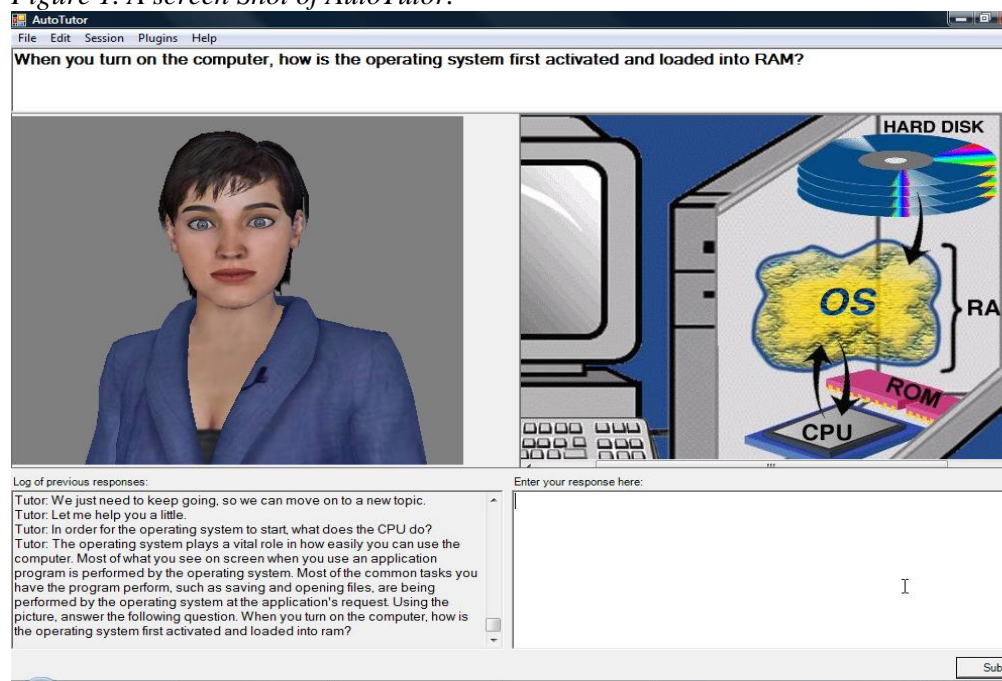 Figure 1. A screen Shot of AutoTutor.
AutoTutor
File Edit Session Plugins Help
When you turn on the computer, how is the operating system first activated and loaded into RAM?
HARD DISK
OS
RA
ROM
CPU
Log of previous responses:
Tutor: We just need to keep going, so we can move on to a new topic.
Tutor: Let me help you a little.
Tutor: In order for the operating system to start, what does the CPU do?
Tutor: The operating system plays a vital role in how easily you can use the
computer. Most of what you see on screen when you use an application
program is performed by the operating system. Most of the common tasks you
have the program perform, such as saving and opening files, are being
performed by the operating system at the application's request. Using the
picture, answer the following question. When you turn on the computer, how is
the operating system first activated and loaded into ram?
Enter your response here:
Sub